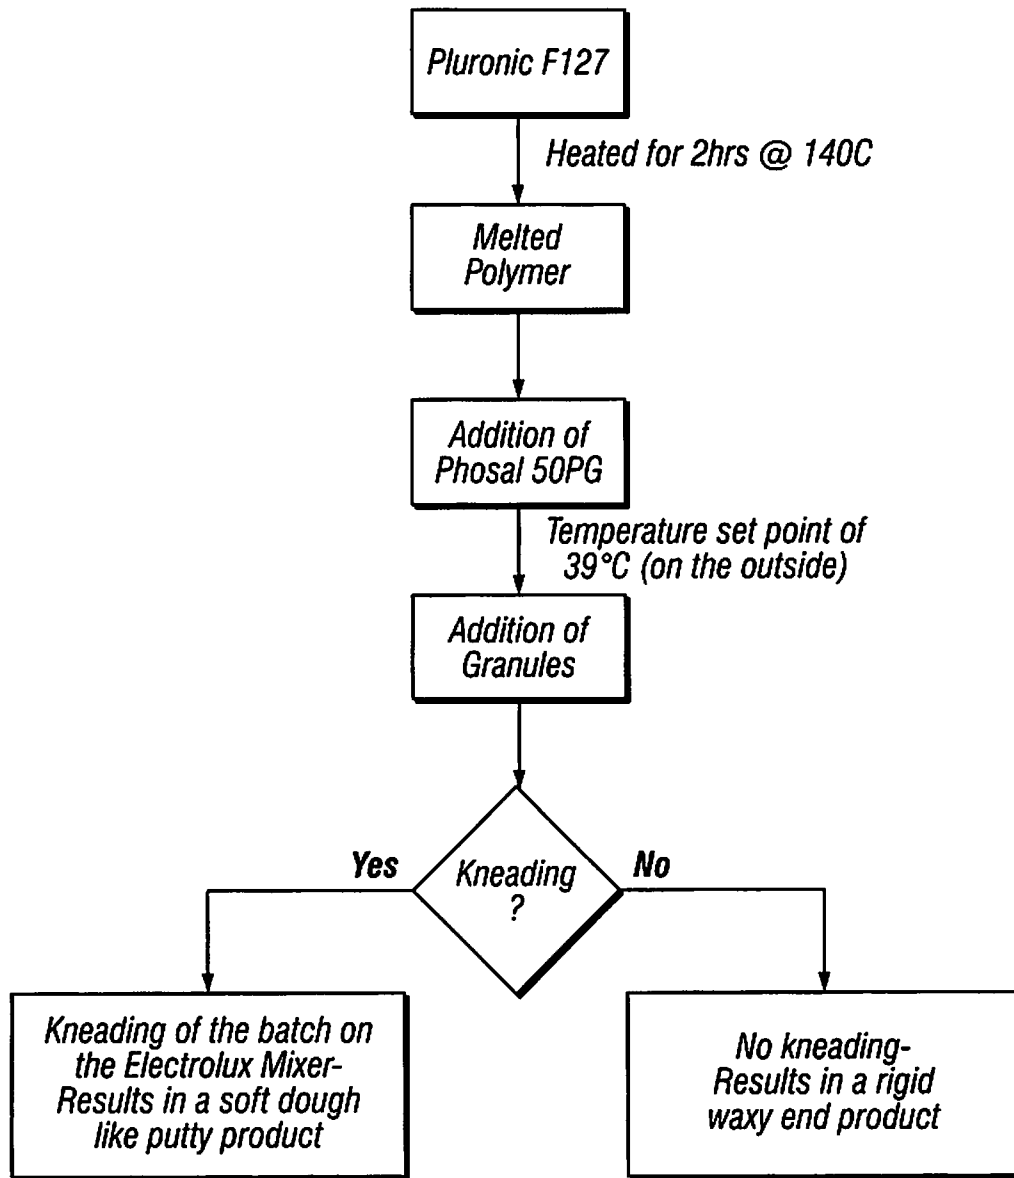 Pluronic F127
Heated for 2hrs @ 140C
Melted
Polymer
Addition of
Phosal 50PG
Temperature set point of
39°C (on the outside)
Addition of
Granules
Kneading
?
Yes
No
Kneading of the batch on
the Electrolux Mixer-
Results in a soft dough
like putty product
No kneading-
Results in a rigid
waxy end product